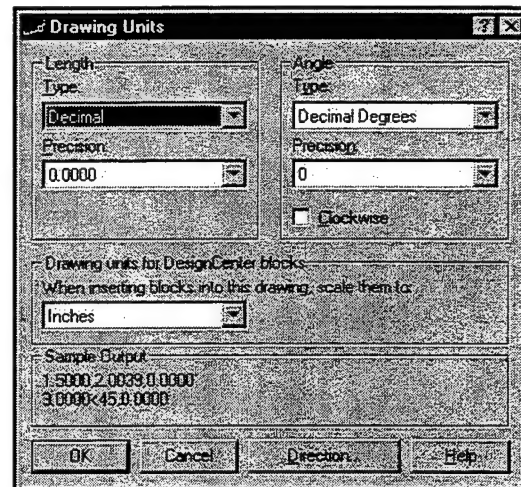 Drawing Units
Length
Type:
Decimal
Precision:
0.0000
Angle
Type:
Decimal Degrees
Precision:
0
Clockwise
Drawing units for DesignCenter blocks
When inserting blocks into this drawing, scale them to:
Inches
Sample Output
1.5000,2.0039,0.0000
3.0000<45,0.0000
OK
Cancel
Direction...
Help